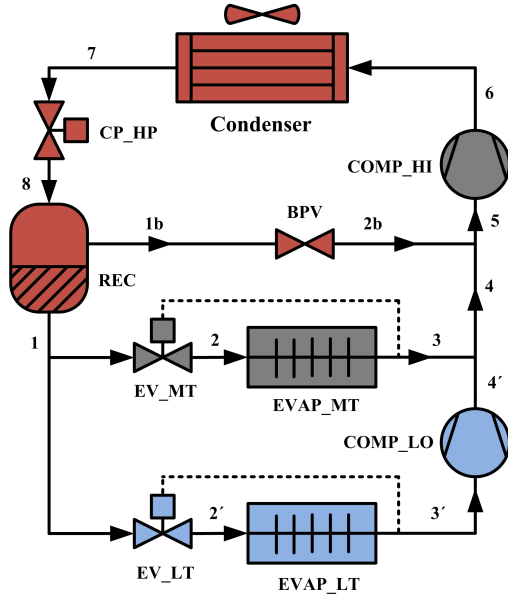 7
6
Condenser
CP_HP
COMP_HI
8
1b
BPV
2b
5
REC
4
1
2
3
EV_MT
EVAP_MT
4´
COMP_LO
2´
3´
EV_LT
EVAP_LT